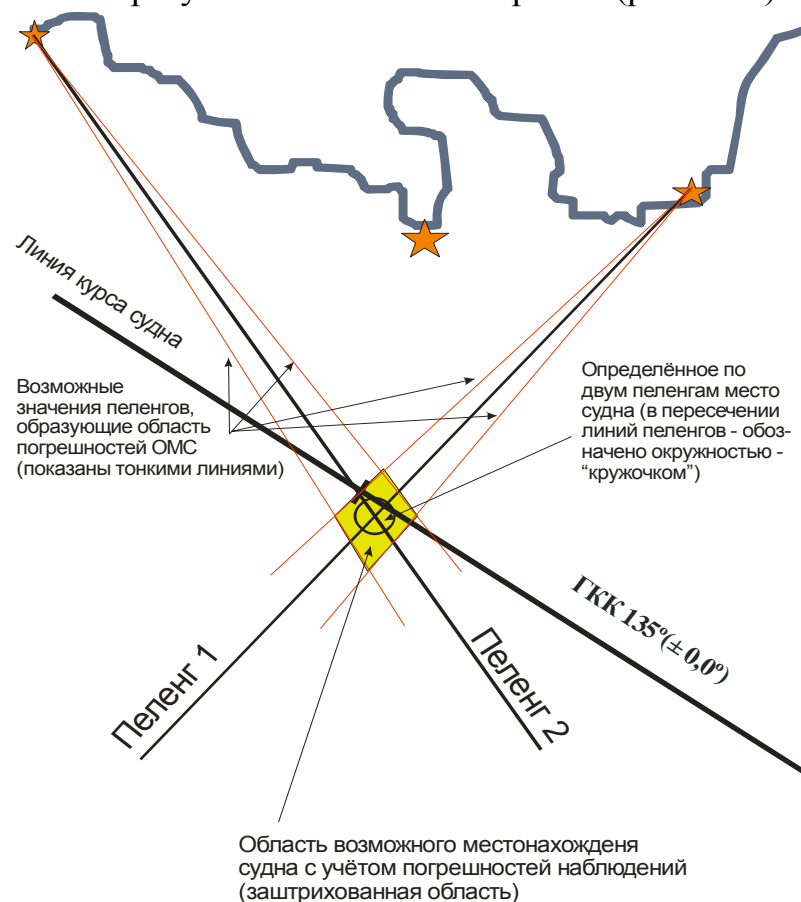 Линия курса судна
Возможные
значения пеленгов,
образующие область
погрешностей ОМС
(показаны тонкими линиями)
Определённое по
двум пеленгам место
судна (в пересечении
линий пеленгов - обоз-
начено окружностью -
“кружочком”)
ГКК 135°(± 0,0°)
Пеленг 1
Пеленг 2
Область возможного местонахожденя
судна с учётом погрешностей наблюдений
(заштрихованная область)